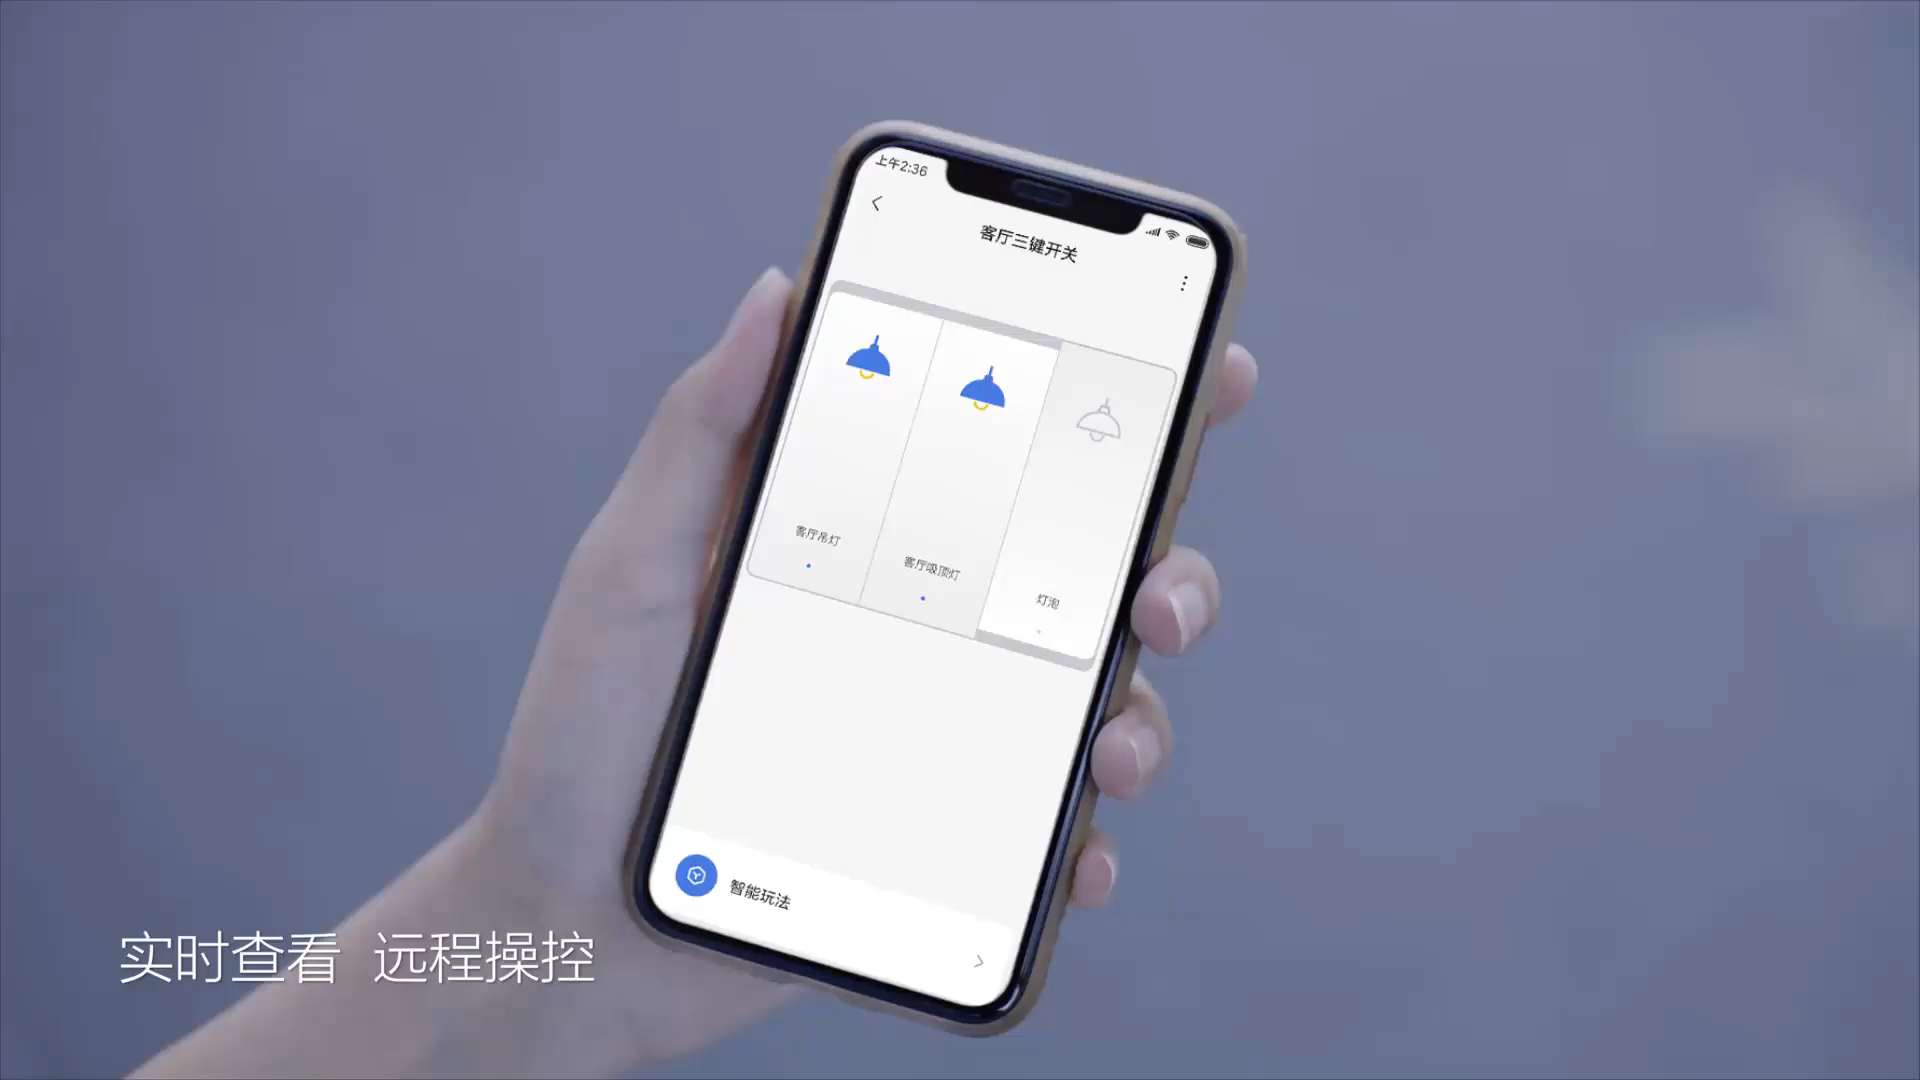 上午2:36
客厅三键开关
客厅吊灯
客厅吸顶灯
灯泡
智能玩法
实时查看 远程操控